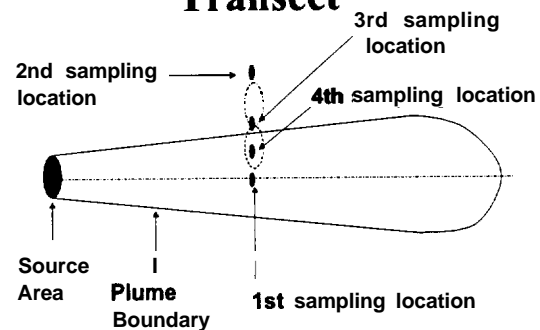 Transect
3rd sampling
location
2nd sampling
location
4th sampling location
Source
Area
Plume
Boundary
1st sampling location